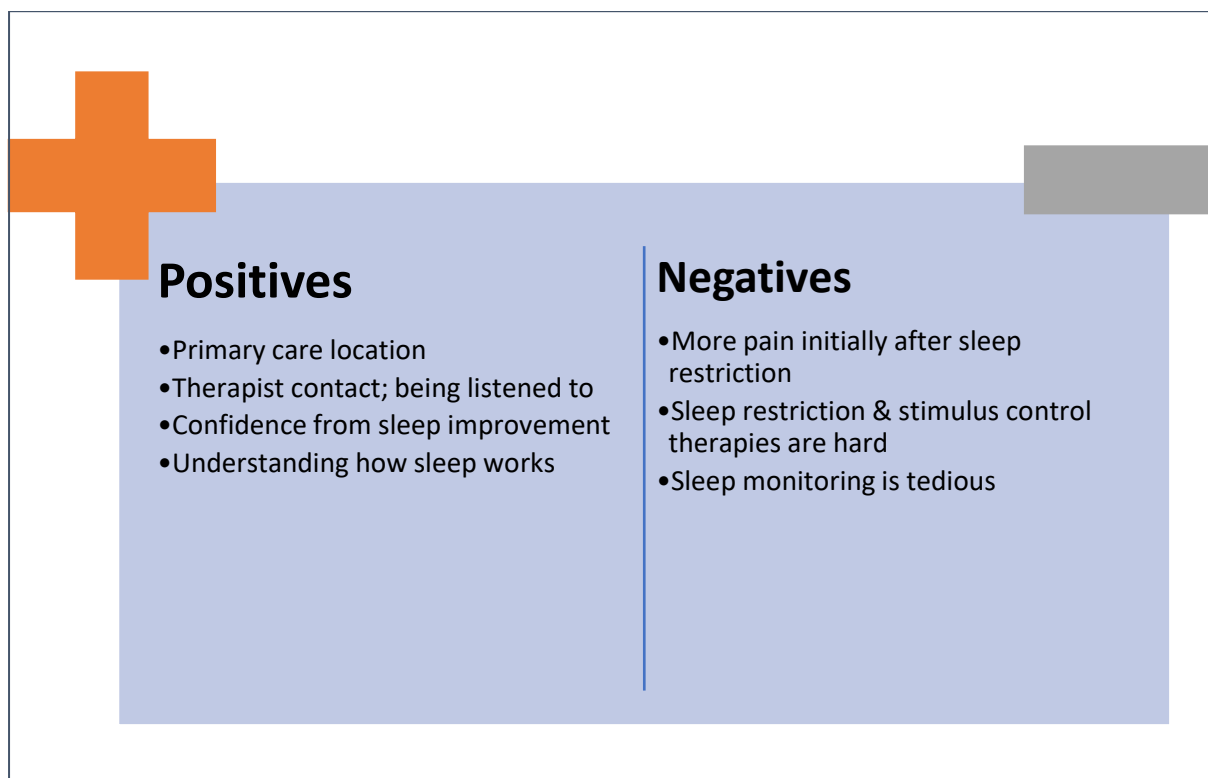 Positives
•Primary care location
•Therapist contact; being listened to
•Confidence from sleep improvement
•Understanding how sleep works
Negatives
•More pain initially after sleep
restriction
•Sleep restriction & stimulus control
therapies are hard
•Sleep monitoring is tedious